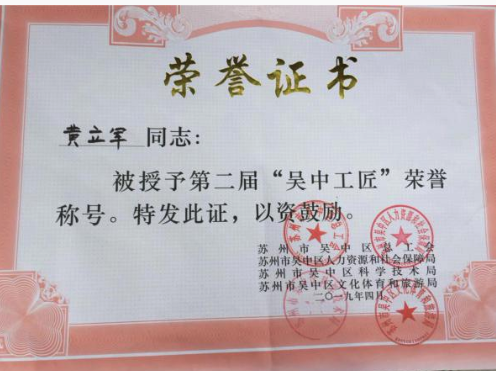 荣誉证书
黄立军 同志：
被授予第二届“吴中工匠”荣誉
称号。特发此证，以资鼓励。
苏州市吴中区总工会
苏州市吴中区人力资源和社会保障局
苏州市吴中区科学技术局
苏州市吴中区文化体育和旅游局
二〇一九年四月